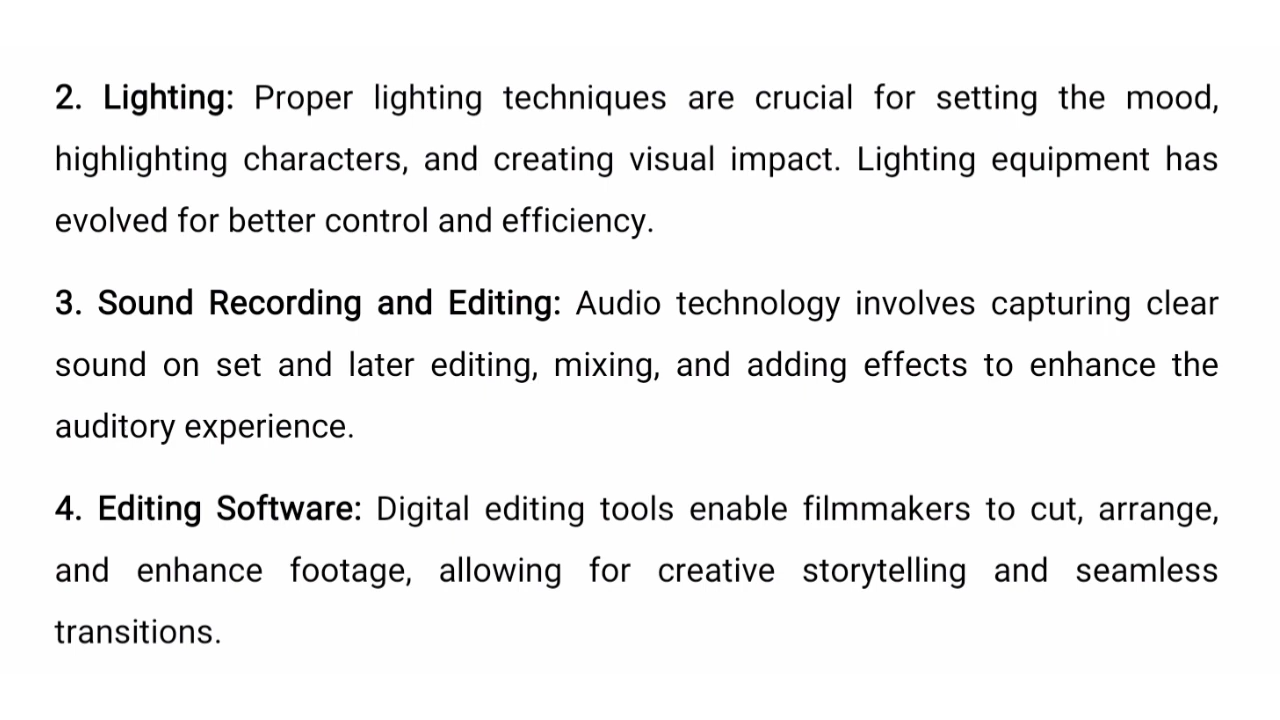 2. Lighting: Proper lighting techniques are crucial for setting the mood,
highlighting characters, and creating visual impact. Lighting equipment has
evolved for better control and efficiency.
3. Sound Recording and Editing: Audio technology involves capturing clear
sound on set and later editing, mixing, and adding effects to enhance the
auditory experience.
4. Editing Software: Digital editing tools enable filmmakers to cut, arrange,
and enhance footage, allowing for creative storytelling and seamless
transitions.